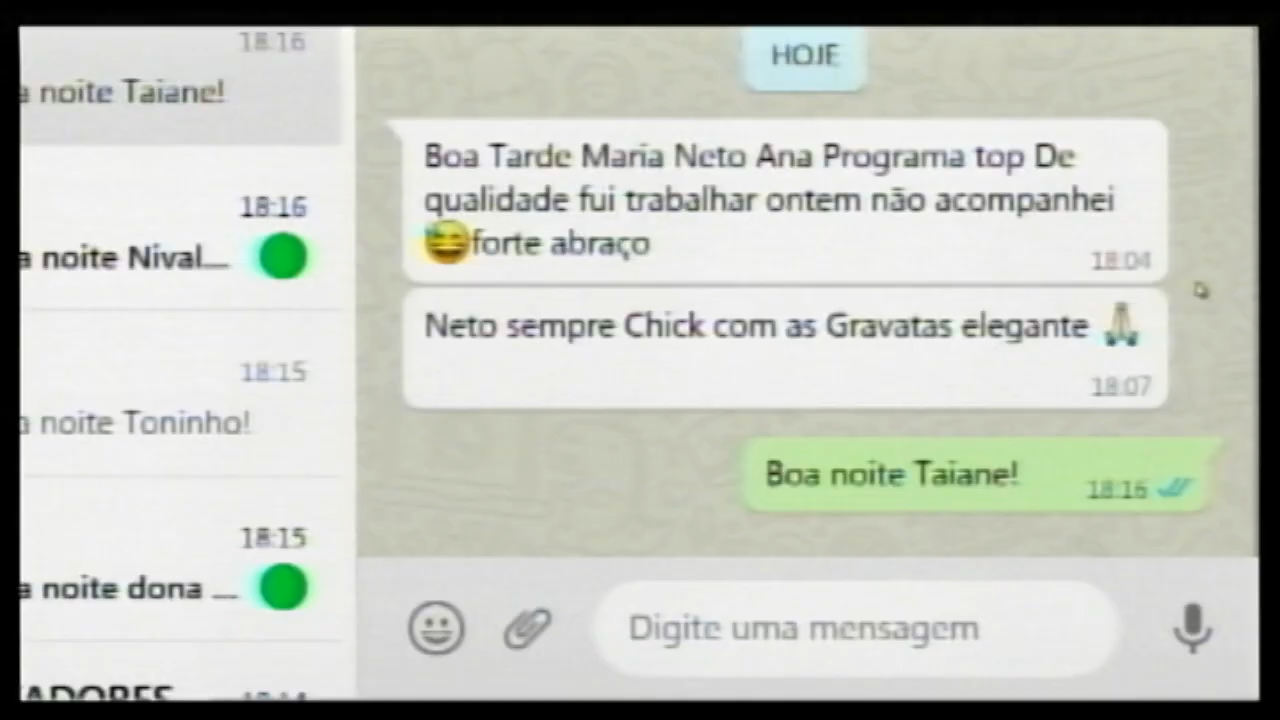 18:16
a noite Taiane!
18:16
a noite Nival...
18:15
a noite Toninho!
18:15
a noite dona ...
ADORES
HOJE
Boa Tarde Maria Neto Ana Programa top De
qualidade fui trabalhar ontem não acompanhei
😅forte abraço
18:04
Neto sempre Chick com as Gravatas elegante 🙏
18:07
Boa noite Taiane!
18:16
Digite uma mensagem